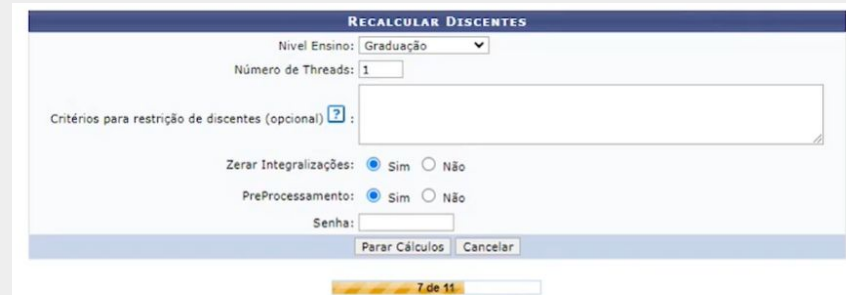 RECALCULAR DISCENTES
Nivel Ensino: Graduação
Número de Threads: 1
Critérios para restrição de discentes (opcional) ? :
Zerar Integralizações: Sim Não
PreProcessamento: Sim Não
Senha:
Parar Cálculos Cancelar
7 de 11